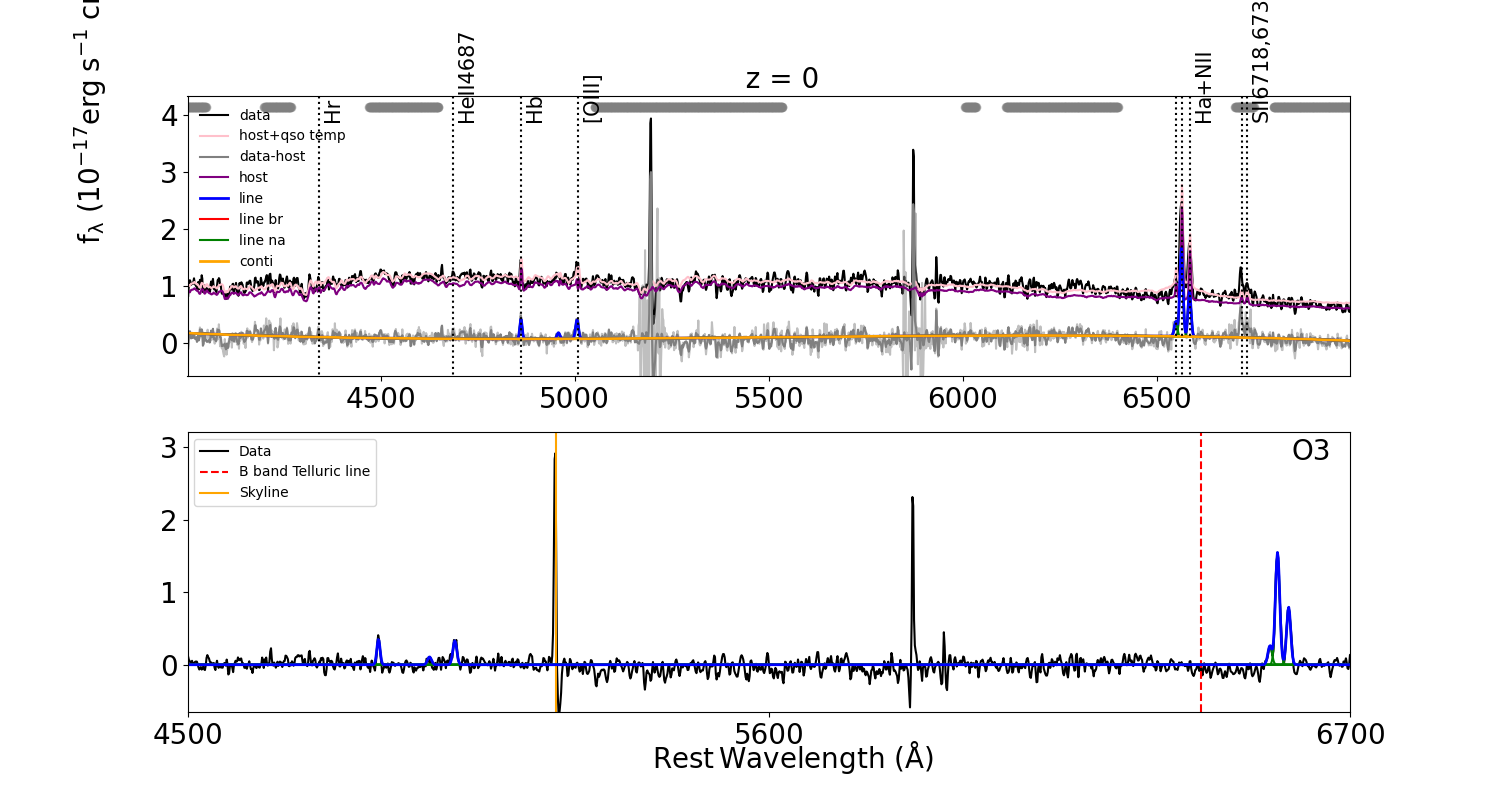 z = 0
f_λ (10^{−17} erg s^{−1}
Hr
HeII4687
Hb
[OIII]
Ha+NII
SII6718,673
data
host+qso temp
data-host
host
line
line br
line na
conti
4
3
2
1
0
4500
5000
5500
6000
6500
O3
Data
B band Telluric line
Skyline
3
2
1
0
4500
5600
6700
Rest Wavelength (Å)